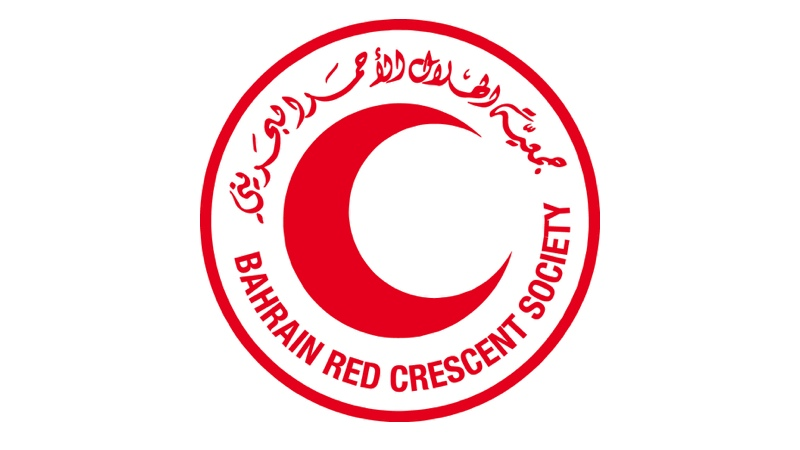 جمعية الهلال الأحمر البحريني
BAHRAIN RED CRESCENT SOCIETY